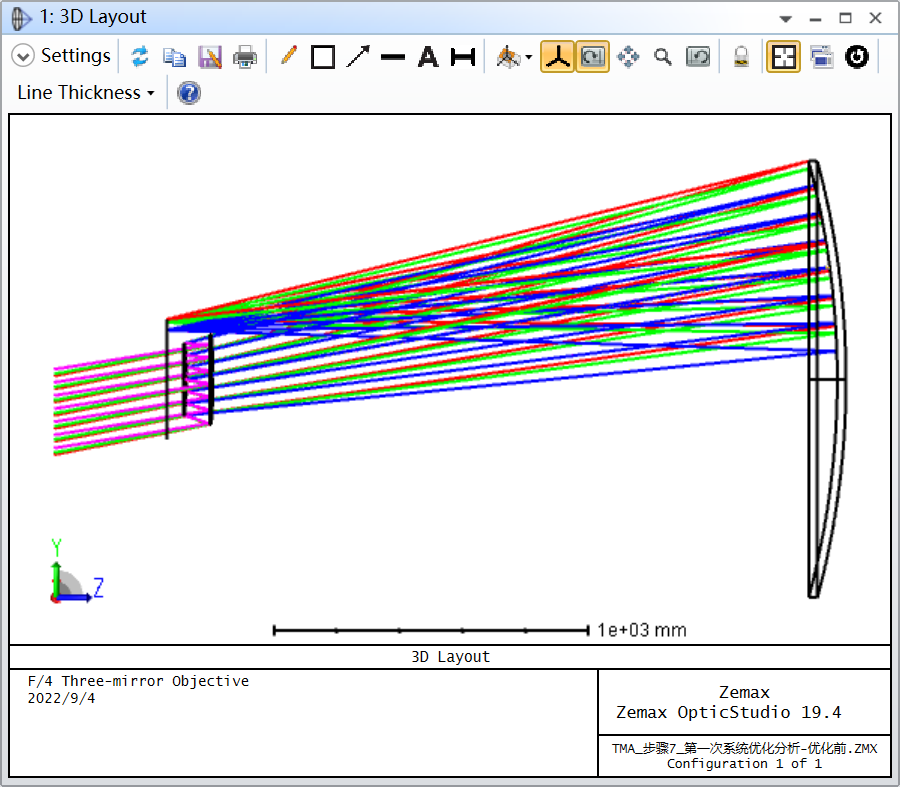 1: 3D Layout
Settings
A
Line Thickness
?
Y
Z
1e+03 mm
3D Layout
F/4 Three-mirror Objective
2022/9/4
Zemax
Zemax OpticStudio 19.4
TMA_步骤7_第一次系统优化分析-优化前.ZMX
Configuration 1 of 1